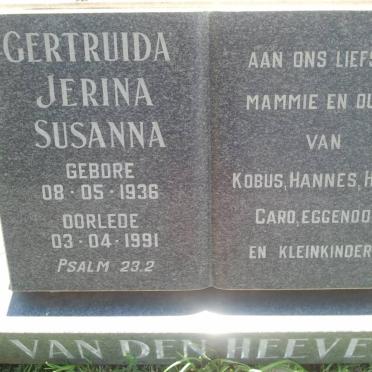 GERTRUIDA
JERINA
SUSANNA
GEBORE
08-05-1936
OORLEDE
03-04-1991
PSALM 23.2
AAN ONS LIEFS
MAMMIE EN OU
VAN
KOBUS, HANNES, H
CARO, EGGENOO
EN KLEINKINDER
VAN DEN HEEVE